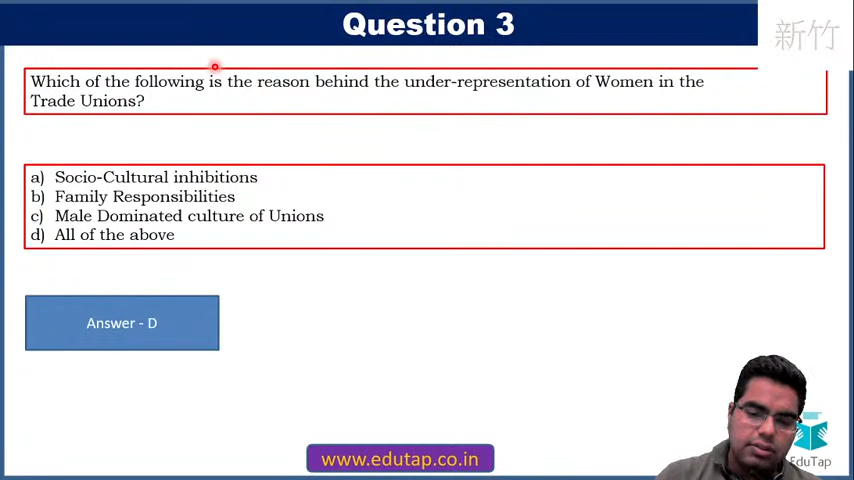 Question 3
新竹
Which of the following is the reason behind the under-representation of Women in the
Trade Unions?
a) Socio-Cultural inhibitions
b) Family Responsibilities
c) Male Dominated culture of Unions
d) All of the above
Answer - D
www.edutap.co.in
EduTap